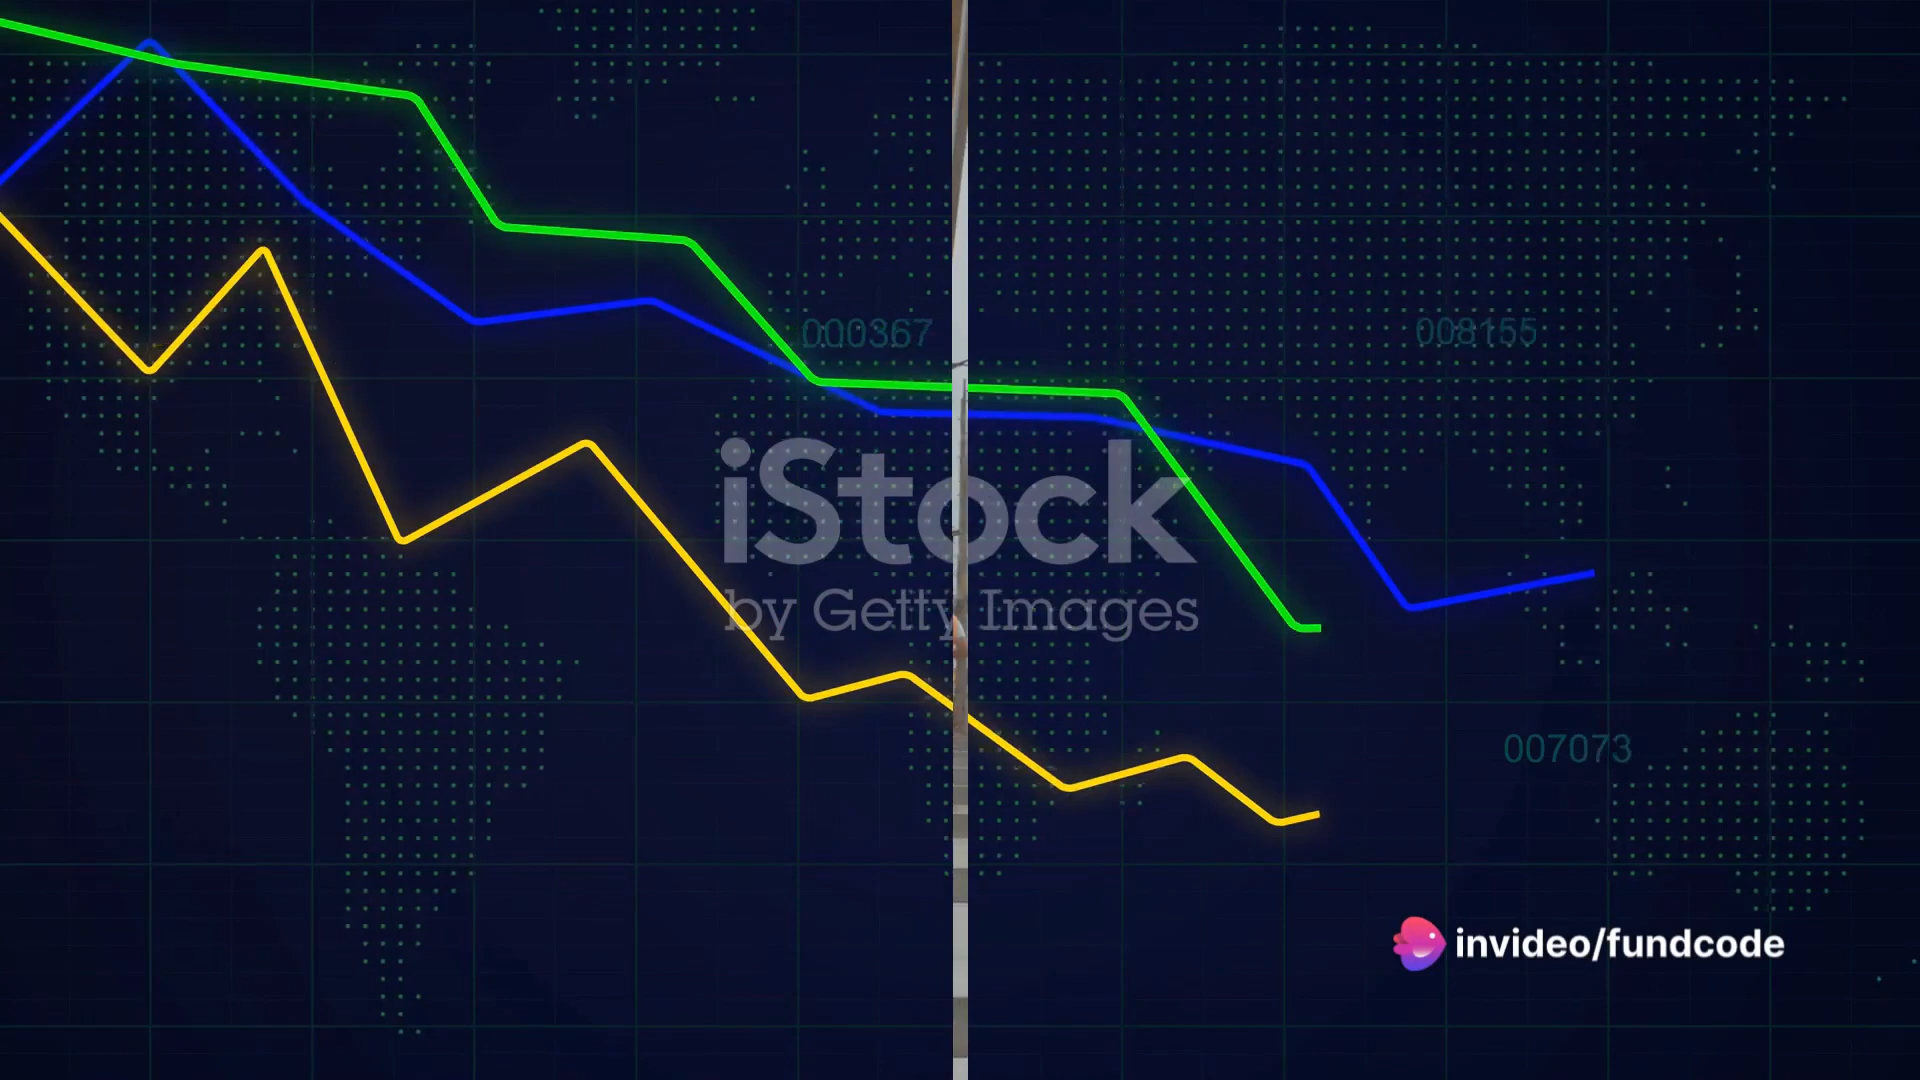 000367
008155
iStock
by Getty Images
007073
invideo/fundcode